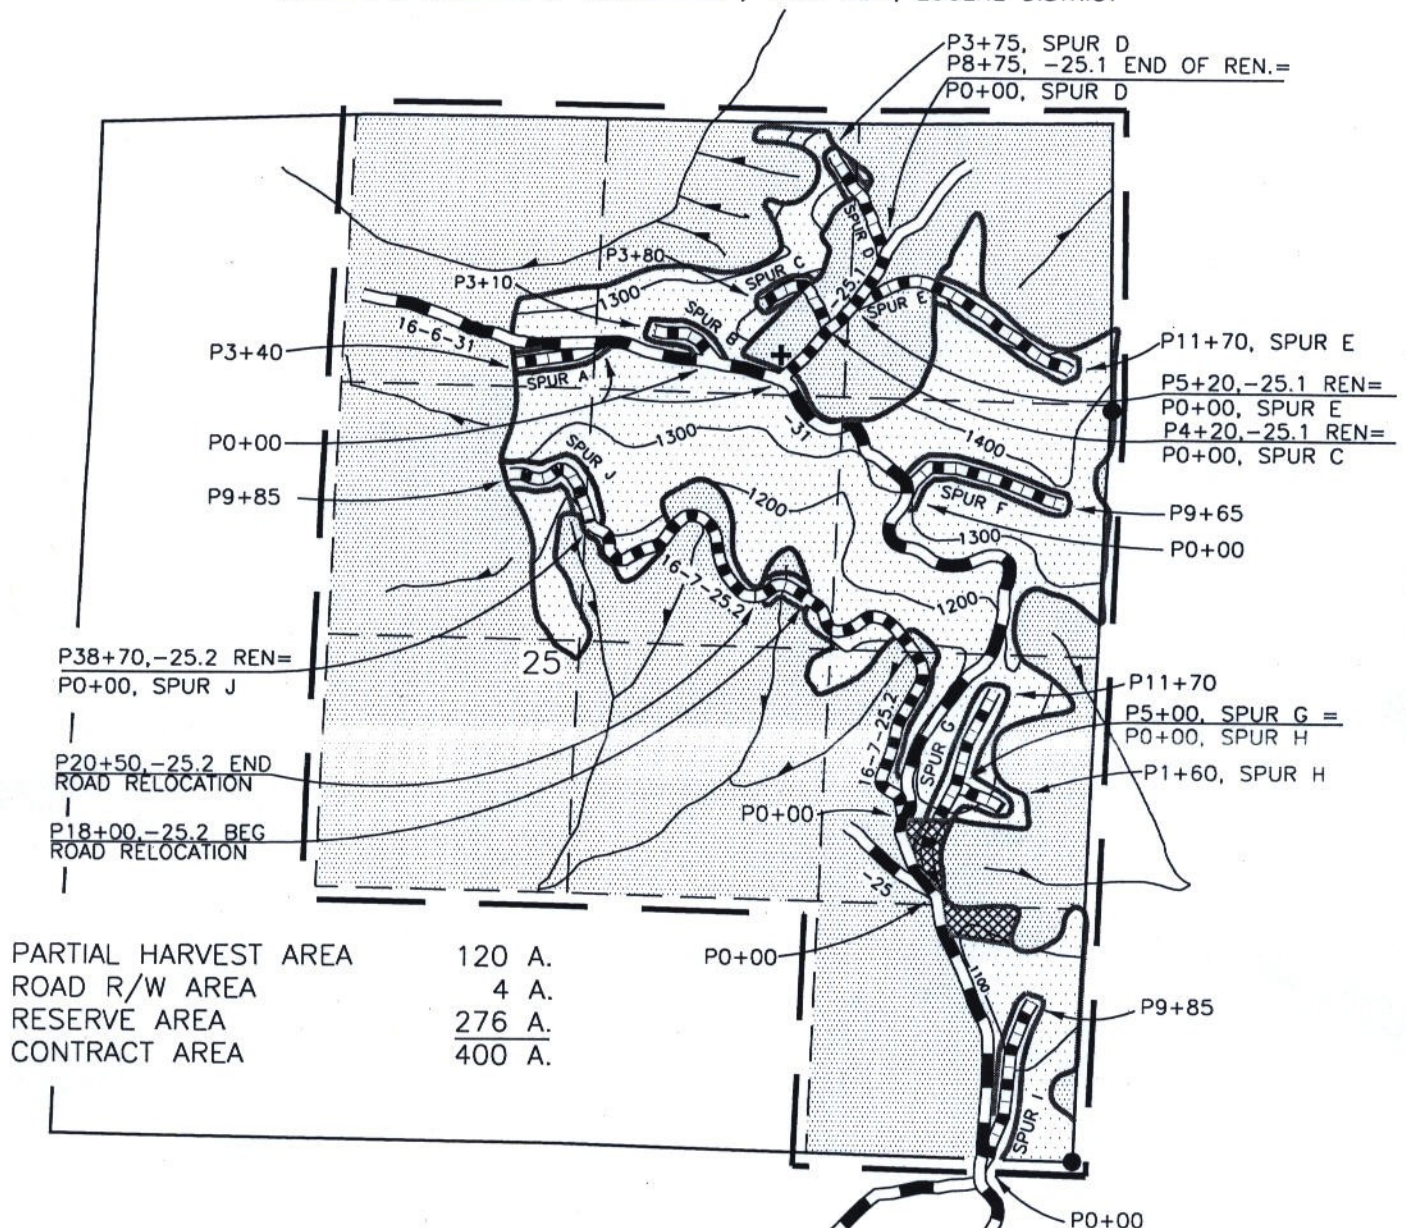 P3+75, SPUR D
P8+75, -25.1 END OF REN.=
P0+00, SPUR D
SPUR D
P3+80
SPUR C
P3+10
1300
SPUR B
-25.1
SPUR E
16-6-31
P3+40
SPUR A
P11+70, SPUR E
P5+20,-25.1 REN=
P0+00, SPUR E
P4+20,-25.1 REN=
P0+00, SPUR C
-31
P0+00
1300
1400
SPUR J
P9+85
1200
SPUR F
P9+65
1300
P0+00
16-7-25.2
1200
P38+70,-25.2 REN=
P0+00, SPUR J
25
P11+70
P5+00, SPUR G =
P0+00, SPUR H
16-7-25.2
SPUR G
P20+50,-25.2 END
ROAD RELOCATION
P1+60, SPUR H
P0+00
P18+00,-25.2 BEG
ROAD RELOCATION
-25
P0+00
PARTIAL HARVEST AREA 120 A.
ROAD R/W AREA 4 A.
RESERVE AREA 276 A.
CONTRACT AREA 400 A.
1100
P9+85
SPUR I
P0+00